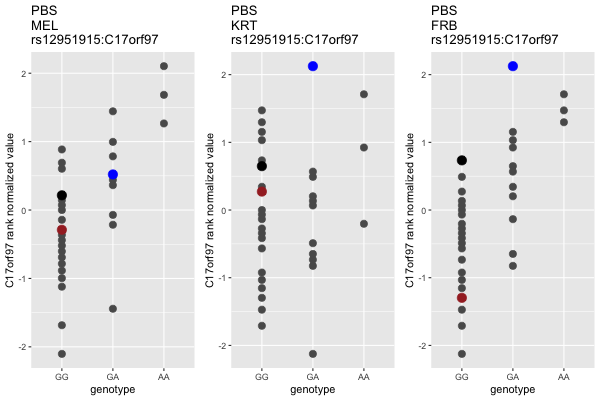 PBS
MEL
rs12951915:C17orf97
C17orf97 rank normalized value
2
1
0
-1
-2
GG GA AA
genotype
PBS
KRT
rs12951915:C17orf97
C17orf97 rank normalized value
2
1
0
-1
-2
GG GA AA
genotype
PBS
FRB
rs12951915:C17orf97
C17orf97 rank normalized value
2
1
0
-1
-2
GG GA AA
genotype